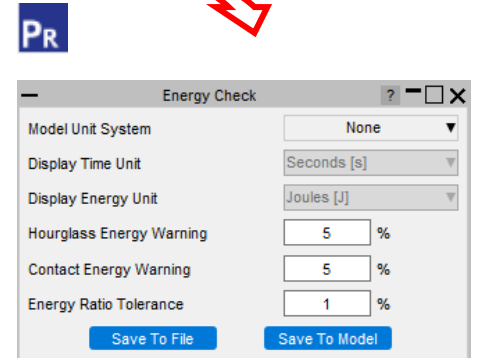 PR
Energy Check ?
Model Unit System None
Display Time Unit Seconds [s]
Display Energy Unit Joules [J]
Hourglass Energy Warning 5 %
Contact Energy Warning 5 %
Energy Ratio Tolerance 1 %
Save To File Save To Model